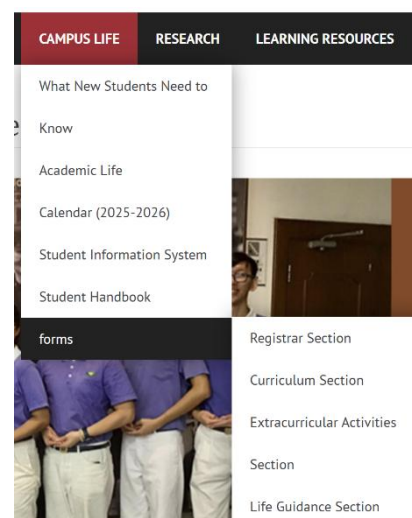 CAMPUS LIFE RESEARCH LEARNING RESOURCES
What New Students Need to
Know
Academic Life
Calendar (2025-2026)
Student Information System
Student Handbook
forms
Registrar Section
Curriculum Section
Extracurricular Activities
Section
Life Guidance Section